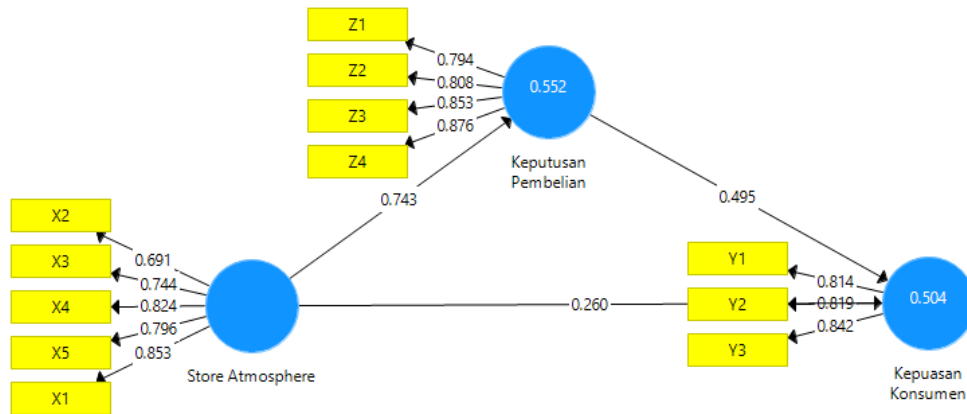 Z1
0.794
Z2
0.808
0.552
Z3
0.853
0.876
Z4
Keputusan
Pembelian
0.743
0.495
X2
0.691
X3
0.744
X4
0.824
X5
0.796
0.853
X1
Store Atmosphere
0.260
Y1
0.814
Y2
0.819
0.504
Y3
0.842
Kepuasan
Konsumen